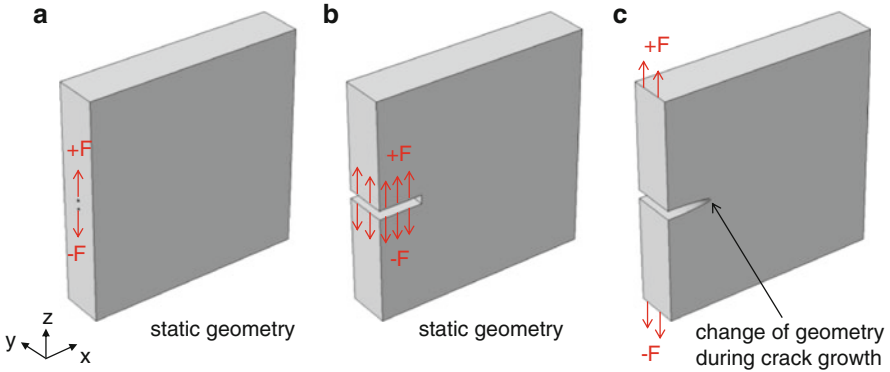 a
b
c
+F
-F
+F
-F
+F
-F
z
y
x
static geometry
static geometry
change of geometry
during crack growth